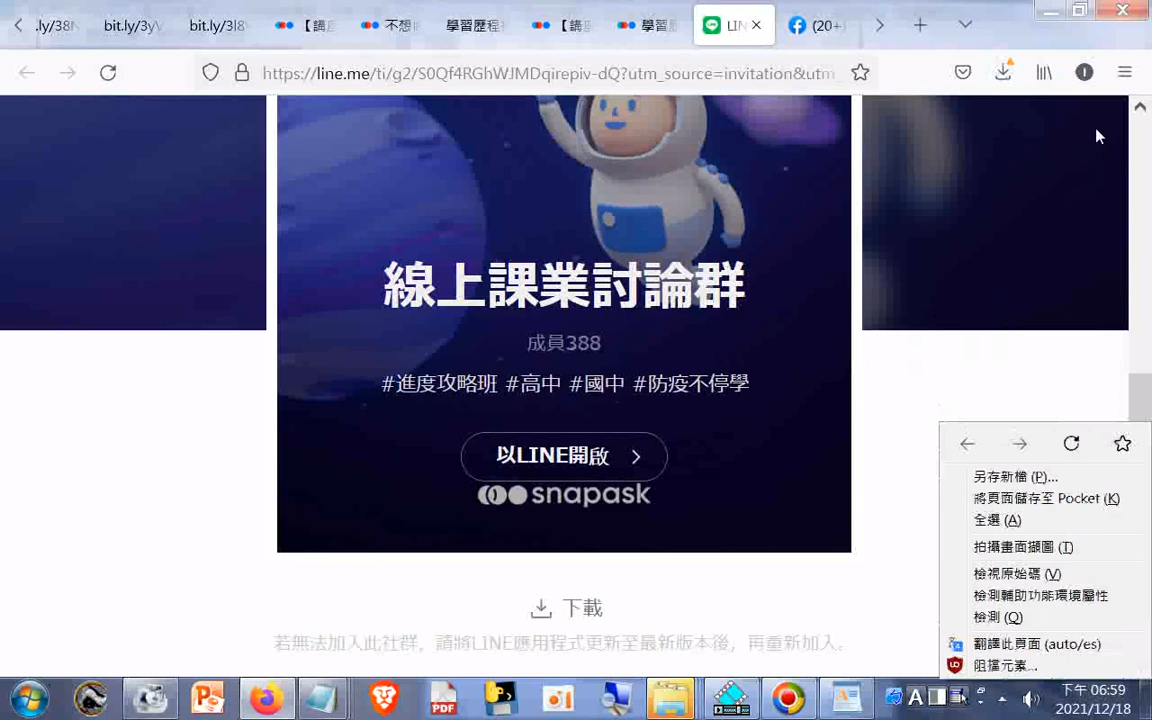 .ly/38N
bit.ly/3yV
bit.ly/3l8
【講座
不想
學習歷程
【講座
學習
LIN
(20+
https://line.me/ti/g2/S0Qf4RGhWJMDqirepiv-dQ?utm_source=invitation&utm_
線上課業討論群
成員388
#進度攻略班 #高中 #國中 #防疫不停學
以LINE開啟
snapask
下載
若無法加入此社群，請將LINE應用程式更新至最新版本後，再重新加入。
另存新檔 (P)...
將頁面儲存至 Pocket (K)
全選 (A)
拍攝畫面擷圖 (T)
檢視原始碼 (V)
檢測輔助功能環境屬性
檢測 (Q)
翻譯此頁面 (auto/es)
阻擋元素...
PDF
A
下午 06:59
2021/12/18